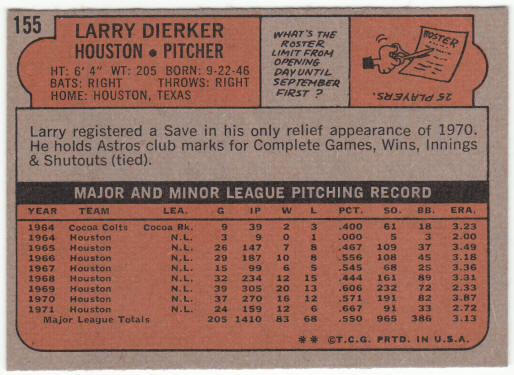 155
LARRY DIERKER
HOUSTON • PITCHER
HT: 6' 4" WT: 205 BORN: 9-22-46
BATS: RIGHT THROWS: RIGHT
HOME: HOUSTON, TEXAS
WHAT'S THE
ROSTER
LIMIT FROM
OPENING
DAY UNTIL
SEPTEMBER
FIRST?
ROSTER
25 PLAYERS.
Larry registered a Save in his only relief appearance of 1970.
He holds Astros club marks for Complete Games, Wins, Innings
& Shutouts (tied).
MAJOR AND MINOR LEAGUE PITCHING RECORD
YEAR TEAM LEA. G IP W L PCT. SO. BB. ERA.
1964 Cocoa Colts Cocoa Rk. 9 39 2 3 .400 61 18 3.23
1964 Houston N.L. 3 9 0 1 .000 5 3 2.00
1965 Houston N.L. 26 147 7 8 .467 109 37 3.49
1966 Houston N.L. 29 187 10 8 .556 108 45 3.18
1967 Houston N.L. 15 99 6 5 .545 68 25 3.36
1968 Houston N.L. 32 234 12 15 .444 161 89 3.31
1969 Houston N.L. 39 305 20 13 .606 232 72 2.33
1970 Houston N.L. 37 270 16 12 .571 191 82 3.87
1971 Houston N.L. 24 159 12 6 .667 91 33 2.72
Major League Totals 205 1410 83 68 .550 965 386 3.13
** ©T.C.G. PRTD. IN U.S.A.